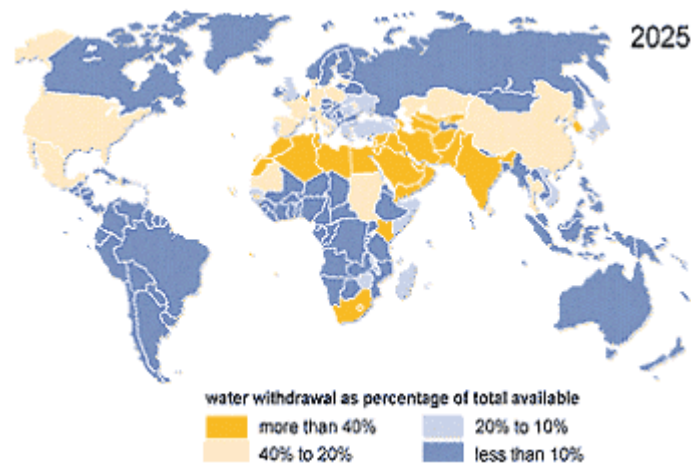 2025
water withdrawal as percentage of total available
more than 40%
20% to 10%
40% to 20%
less than 10%